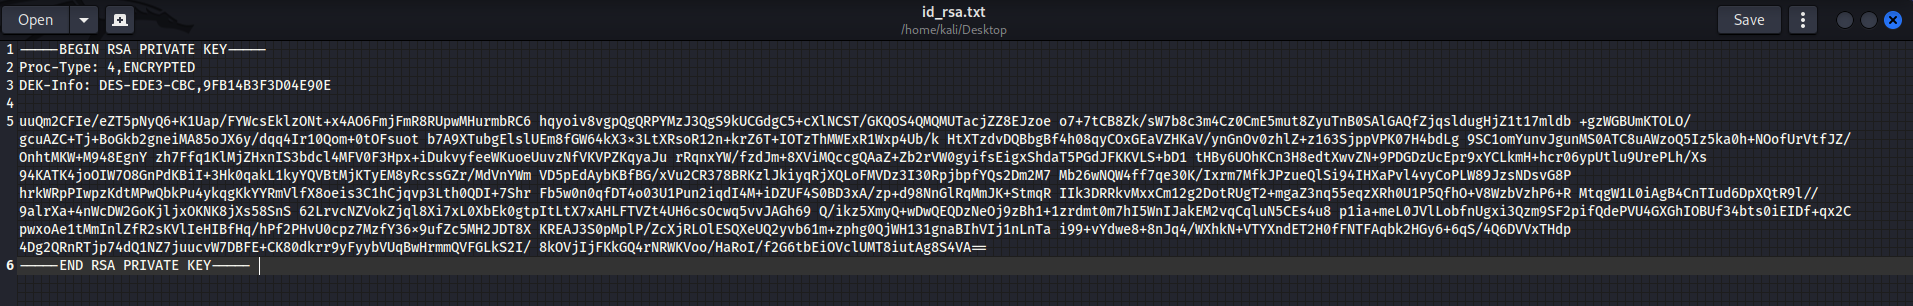 Open
id_rsa.txt
/home/kali/Desktop
Save
1 -----BEGIN RSA PRIVATE KEY-----
2 Proc-Type: 4,ENCRYPTED
3 DEK-Info: DES-EDE3-CBC,9FB14B3F3D04E90E
4
5 uuQm2CFIe/eZT5pNyQ6+K1Uap/FYWcsEklzONt+x4AO6FmjFmR8RUpwMHurmbRC6 hqyoiv8vgpQgQRPYMzJ3QgS9kUCGdgC5+cXlNCST/GKQOS4QMQMUTacjZZ8EJzoe o7+7tCB8Zk/sW7b8c3m4Cz0CmE5mut8ZyuTnB0SAlGAQfZjqsldugHjZ1t17mldb +gzWGBUmKTOLO/
gcuAZC+Tj+BoGkb2gneiMA85oJX6y/dqq4Ir10Qom+0tOFsuot b7A9XTubgElslUEm8fGW64kX3×3LtXRsoR12n+krZ6T+IOTzThMWExR1Wxp4Ub/k HtXTzdvDQBbgBf4h08qyCOxGEaVZHKaV/ynGnOv0zhlZ+z163SjppVPK07H4bdLg 9SC1omYunvJgunMS0ATC8uAWzoQ5Iz5ka0h+NOofUrVtfJZ/
OnhtMKW+M948EgnY zh7Ffq1KlMjZHxnIS3bdcl4MFV0F3Hpx+iDukvyfeeWKuoeUuvzNfVKVPZKqyaJu rRqnxYW/fzdJm+8XViMQccgQAaZ+Zb2rVW0gyifsEigxShdaT5PGdJFKKVLS+bD1 tHBy6UOhKCn3H8edtXwvZN+9PDGDzUcEpr9xYCLkmH+hcr06ypUtlu9UrePLh/Xs
94KATK4joOIW7O8GnPdKBiI+3Hk0qakL1kyYQVBtMjKTyEM8yRcssGZr/MdVnYWm VD5pEdAybKBfBG/xVu2CR378BRKzlJkiyqRjXQLoFMVDz3I30RpjbpfYQs2Dm2M7 Mb26wNQW4ff7qe30K/Ixrm7MfkJPzueQlSi94IHXaPvl4vyCoPLW89JzsNDsvG8P
hrkWRpPIwpzKdtMPwQbkPu4ykqgKkYYRmVlfX8oeis3C1hCjqvp3Lth0QDI+7Shr Fb5w0n0qfDT4o03U1Pun2iqdI4M+iDZUF4S0BD3xA/zp+d98NnGlRqMmJK+StmqR IIk3DRRkvMxxCm12g2DotRUgT2+mgaZ3nq55eqzXRh0U1P5QfhO+V8WzbVzhP6+R MtqgW1L0iAgB4CnTIud6DpXQtR9l//
9alrXa+4nWcDW2GoKjljxOKNK8jXs58SnS 62LrvcNZVokZjql8Xi7xL0XbEk0gtpItLtX7xAHLFTVZt4UH6csOcwq5vvJAGh69 Q/ikz5XmyQ+wDwQEQDzNeOj9zBh1+1zrdmt0m7hI5WnIJakEM2vqCqluN5CEs4u8 p1ia+meL0JVlLobfnUgxi3Qzm9SF2pifQdePVU4GXGhIOBUf34bts0iEIDf+qx2C
pwxoAe1tMmInlZfR2sKVlIeHIBfHq/hPf2PHvU0cpz7MzfY36×9ufZc5MH2JDT8X KREAJ3S0pMplP/ZcXjRLOlESQXeUQ2yvb61m+zphg0QjWH131gnaBIhVIj1nLnTa i99+vYdwe8+8nJq4/WXhkN+VTYXndET2H0fFNTFAqbk2HGy6+6qS/4Q6DVVxTHdp
4Dg2QRnRTjp74dQ1NZ7juucvW7DBFE+CK80dkrr9yFyybVUqBwHrmmQVFGLkS2I/ 8kOVjIjFKkGQ4rNRWKVoo/HaRoI/f2G6tbEiOVclUMT8iutAg8S4VA==
6 -----END RSA PRIVATE KEY-----